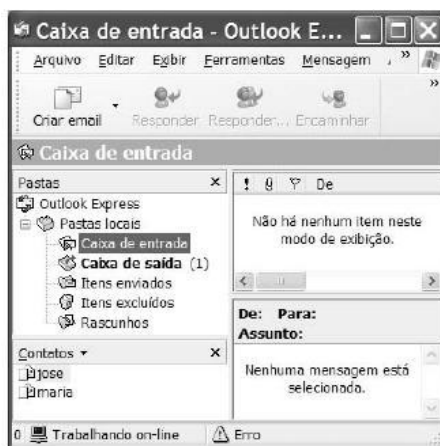 Caixa de entrada - Outlook E...
Arquivo Editar Exibir Ferramentas Mensagem »
Criar email Responder Responder... Encaminhar »
Caixa de entrada
Pastas
Outlook Express
Pastas locais
Caixa de entrada
Caixa de saída (1)
Itens enviados
Itens excluídos
Rascunhos
Contatos
jose
maria
! De
Não há nenhum item neste
modo de exibição.
De: Para:
Assunto:
Nenhuma mensagem está
selecionada.
0 Trabalhando on-line Erro